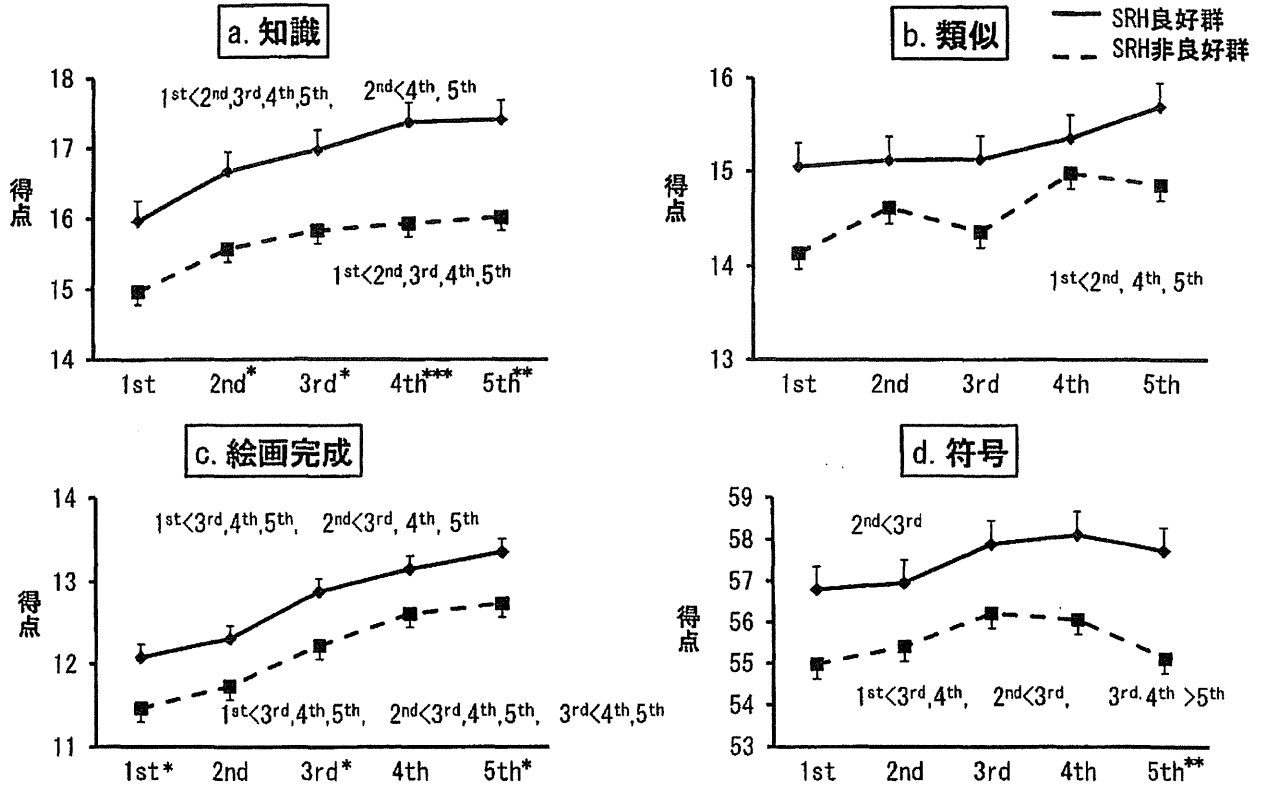 a. 知識
18
17
16
15
14
得点
1st<2nd,3rd,4th,5th, 2nd<4th, 5th
1st<2nd,3rd,4th,5th
1st 2nd* 3rd* 4th*** 5th**
b. 類似
SRH良好群
SRH非良好群
16
15
14
13
得点
1st<2nd, 4th, 5th
1st 2nd 3rd 4th 5th
c. 絵画完成
14
13
12
11
得点
1st<3rd,4th,5th, 2nd<3rd, 4th, 5th
1st<3rd,4th,5th, 2nd<3rd,4th,5th, 3rd<4th,5th
1st* 2nd 3rd* 4th 5th*
d. 符号
59
58
57
56
55
54
53
得点
2nd<3rd
1st<3rd,4th, 2nd<3rd, 3rd, 4th >5th
1st 2nd 3rd 4th 5th**